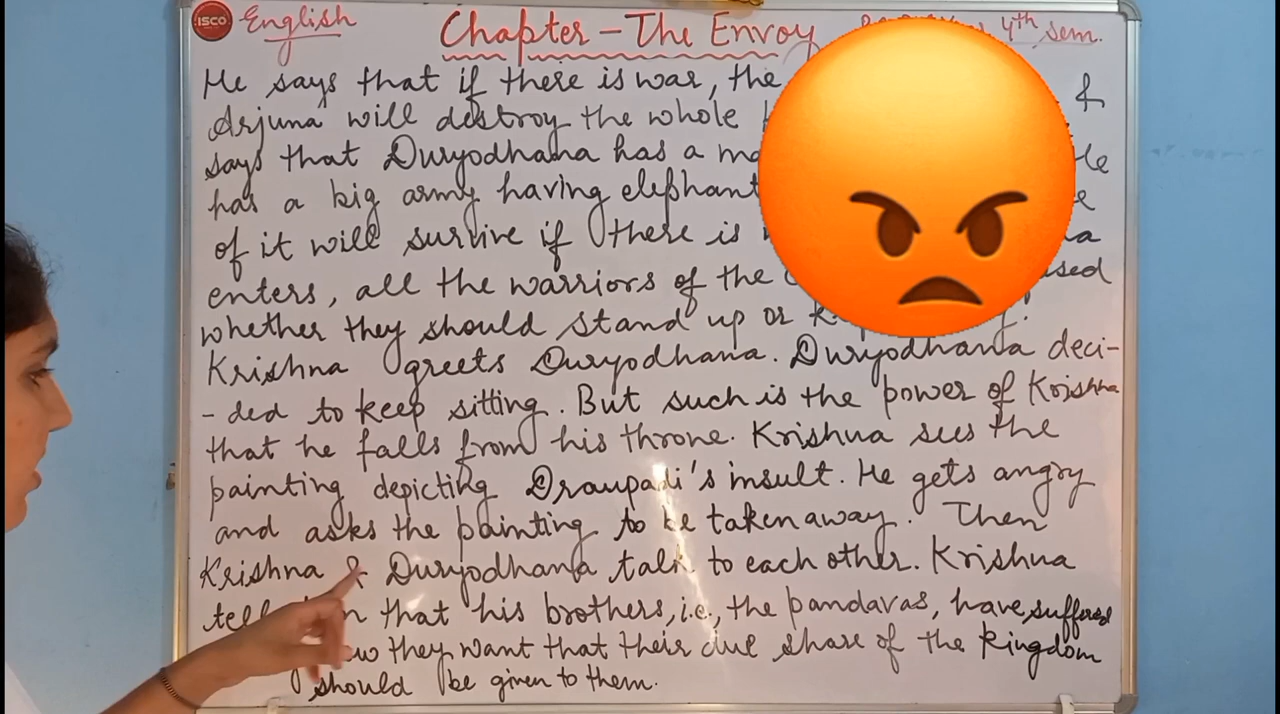 ISCO English Chapter - The Envoy 4th sem.
He says that if there is war, the &
Arjuna will destroy the whole
says that Duryodhana has a He
has a big army having elephant
of it will survive if there is
enters, all the warriors of the
whether they should stand up or
Krishna greets Duryodhana. Duryodhana deci-
-ded to keep sitting. But such is the power of Krishna
that he falls from his throne. Krishna sees the
painting depicting Draupadi's insult. He gets angry
and asks the painting to be taken away. Then
Krishna & Duryodhana talk to each other. Krishna
that his brothers, i.e., the pandavas, have suffered
they want that their due share of the kingdom
should be given to them.